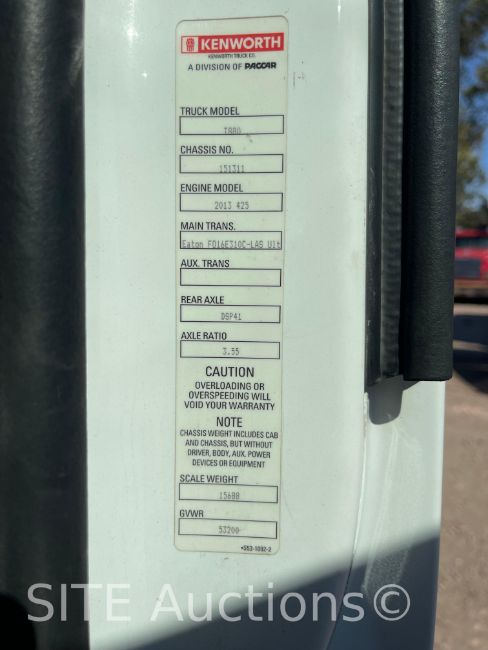 KENWORTH
KENWORTH TRUCK CO.
A DIVISION OF PACCAR
TRUCK MODEL
T880
CHASSIS NO.
151311
ENGINE MODEL
2013 425
MAIN TRANS.
Eaton FO16E310C-LAS Ult
AUX. TRANS
REAR AXLE
DSP41
AXLE RATIO
3.55
CAUTION
OVERLOADING OR
OVERSPEEDING WILL
VOID YOUR WARRANTY
NOTE
CHASSIS WEIGHT INCLUDES CAB
AND CHASSIS, BUT WITHOUT
DRIVER, BODY, AUX. POWER
DEVICES OR EQUIPMENT
SCALE WEIGHT
15688
GVWR
53200
•S53-1092-2
SITE Auctions©